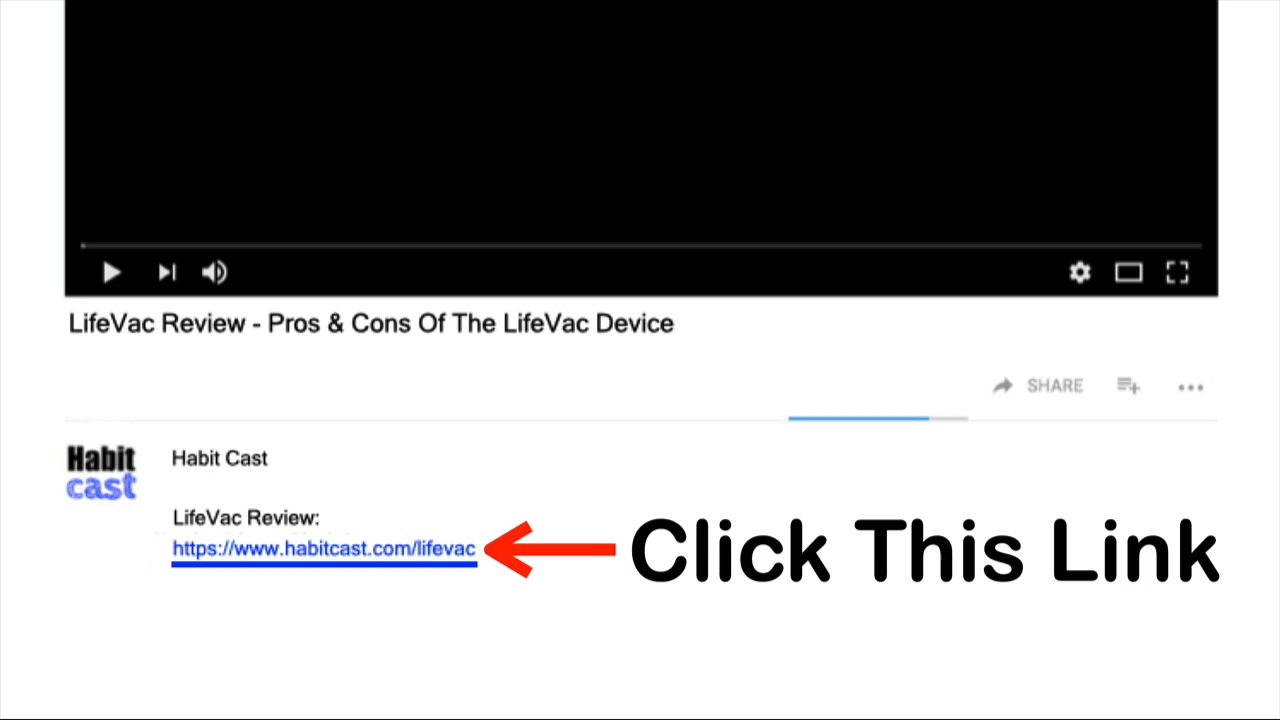 LifeVac Review - Pros & Cons Of The LifeVac Device
SHARE
Habit
cast
Habit Cast
LifeVac Review:
https://www.habitcast.com/lifevac
Click This Link